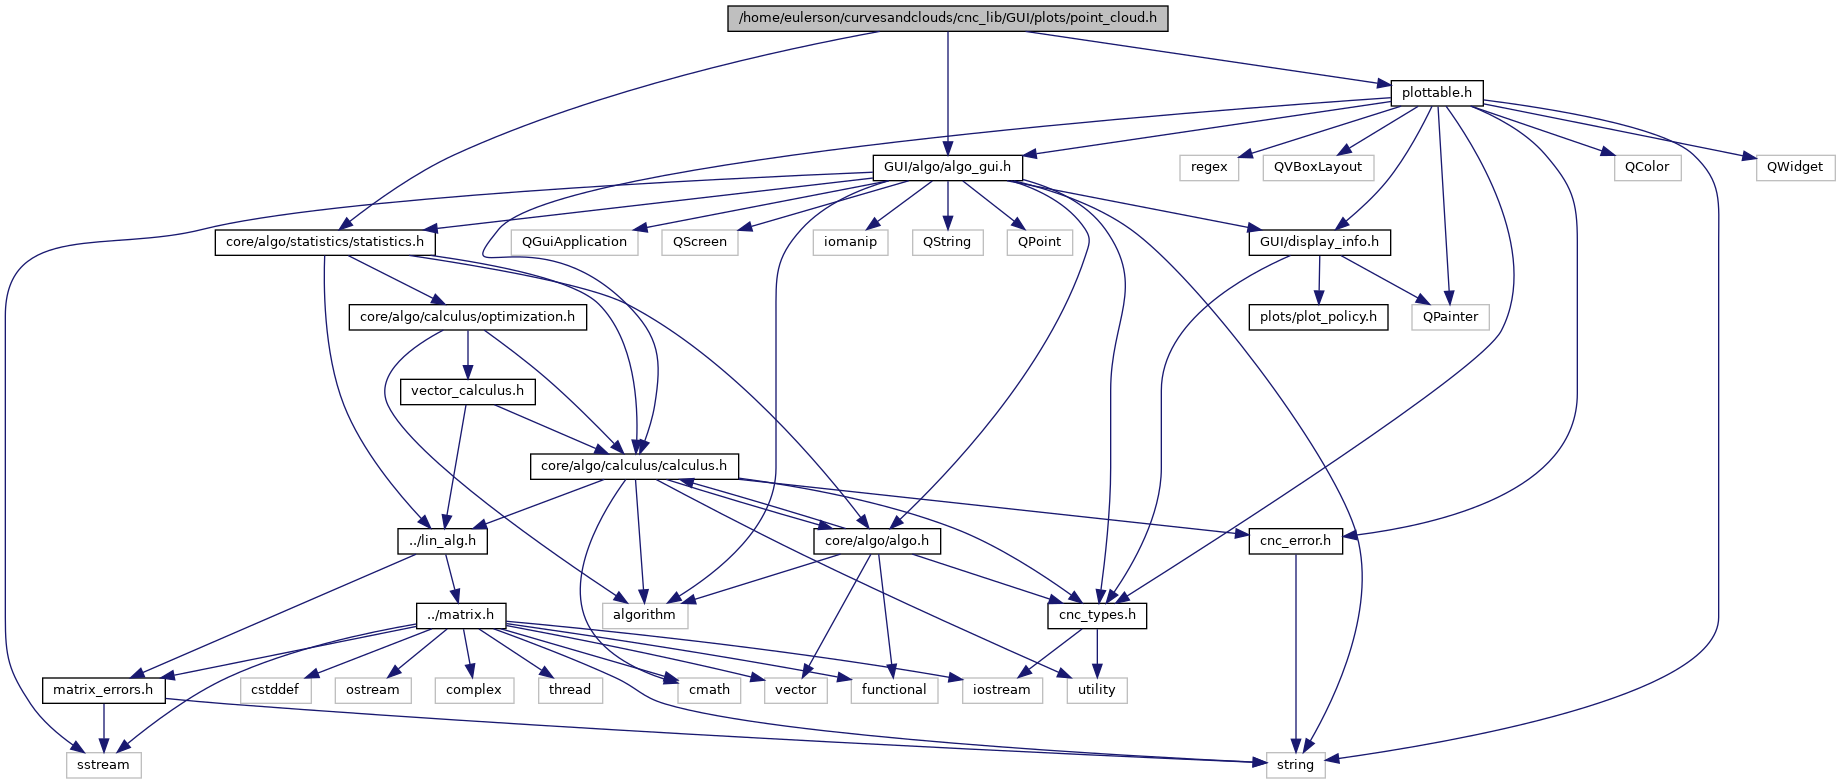 /home/eulerson/curvesandclouds/cnc_lib/GUI/plots/point_cloud.h
plottable.h
GUI/algo/algo_gui.h
regex
QVBoxLayout
QColor
QWidget
core/algo/statistics/statistics.h
QGuiApplication
QScreen
iomanip
QString
QPoint
GUI/display_info.h
core/algo/calculus/optimization.h
plots/plot_policy.h
QPainter
vector_calculus.h
core/algo/calculus/calculus.h
../lin_alg.h
core/algo/algo.h
cnc_error.h
../matrix.h
algorithm
cnc_types.h
matrix_errors.h
cstddef
ostream
complex
thread
cmath
vector
functional
iostream
utility
sstream
string